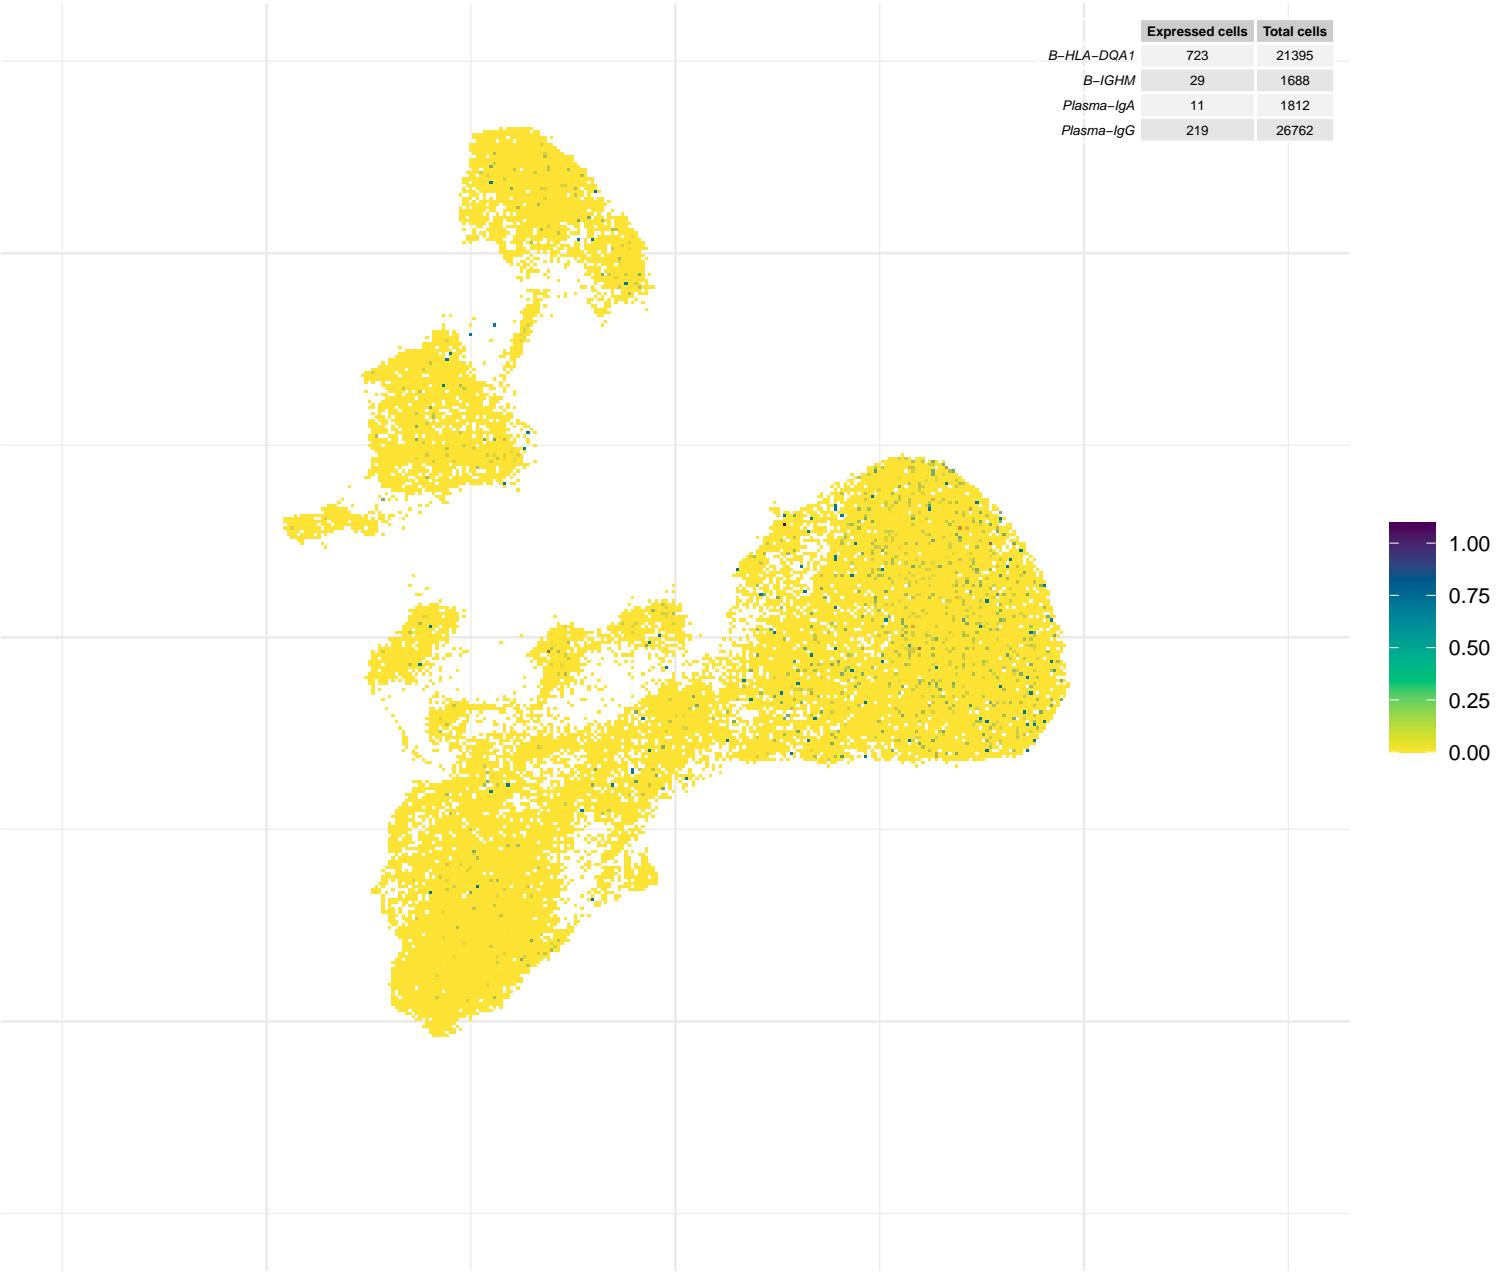 Expressed cells Total cells
B−HLA−DQA1 723 21395
B−IGHM 29 1688
Plasma−IgA 11 1812
Plasma−IgG 219 26762
1.00
0.75
0.50
0.25
0.00